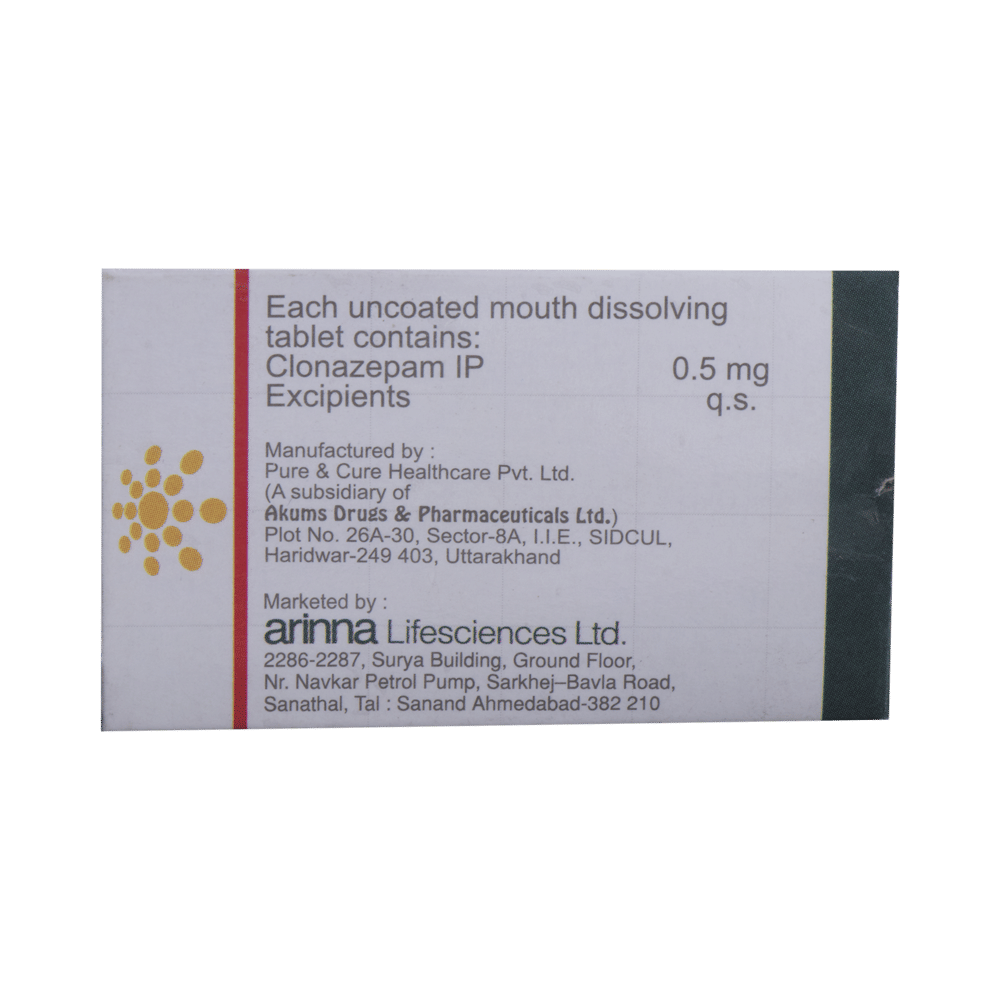 Each uncoated mouth dissolving
tablet contains:
Clonazepam IP 0.5 mg
Excipients q.s.
Manufactured by :
Pure & Cure Healthcare Pvt. Ltd.
(A subsidiary of
Akums Drugs & Pharmaceuticals Ltd.)
Plot No. 26A-30, Sector-8A, I.I.E., SIDCUL,
Haridwar-249 403, Uttarakhand
Marketed by :
arinna Lifesciences Ltd.
2286-2287, Surya Building, Ground Floor,
Nr. Navkar Petrol Pump, Sarkhej–Bavla Road,
Sanathal, Tal : Sanand Ahmedabad-382 210